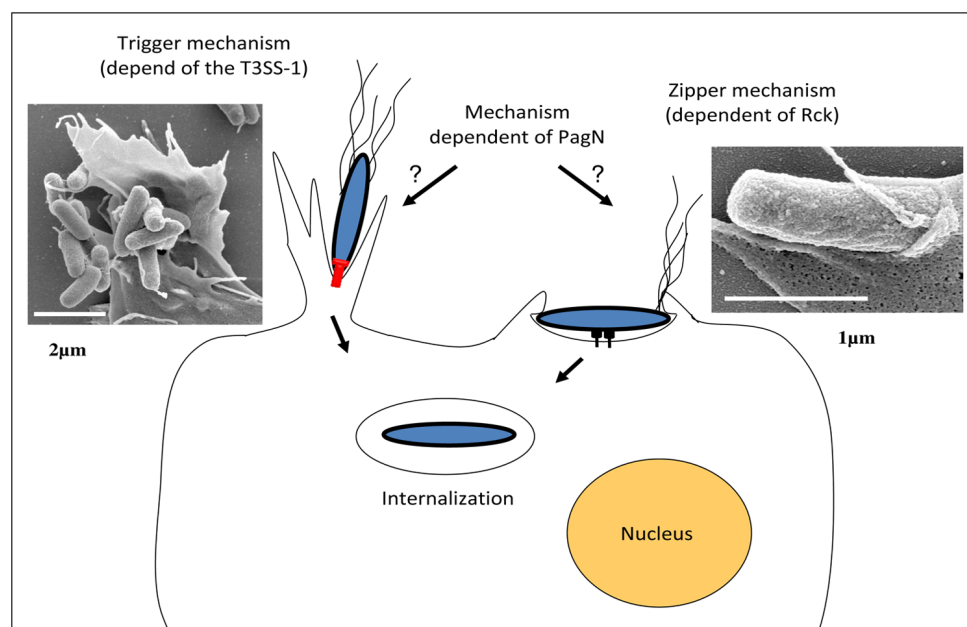 Trigger mechanism
(depend of the T3SS-1)
Mechanism
dependent of PagN
Zipper mechanism
(dependent of Rck)
?
?
2µm
1µm
Internalization
Nucleus